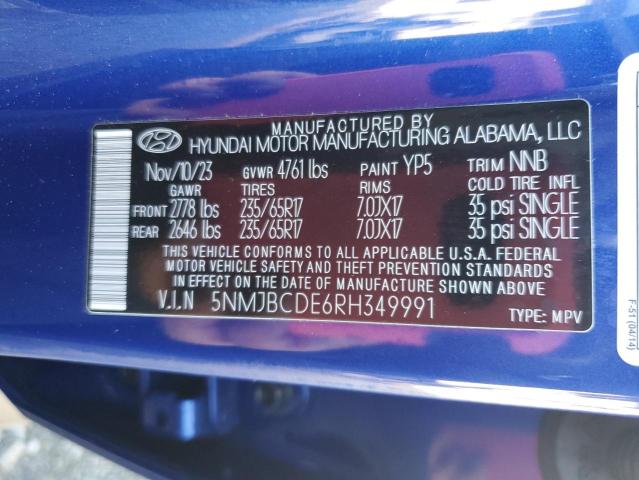 MANUFACTURED BY
HYUNDAI MOTOR MANUFACTURING ALABAMA, LLC
Nov/10/23 GVWR 4761 lbs PAINT YP5 TRIM NNB
GAWR TIRES RIMS COLD TIRE INFL
FRONT 2778 lbs 235/65R17 7.0JX17 35 psi SINGLE
REAR 2646 lbs 235/65R17 7.0JX17 35 psi SINGLE
THIS VEHICLE CONFORMS TO ALL APPLICABLE U.S.A. FEDERAL
MOTOR VEHICLE SAFETY, BUMPER, AND THEFT PREVENTION STANDARDS
IN EFFECT ON THE DATE OF MANUFACTURE SHOWN ABOVE
V.I.N 5NMJBCDE6RH349991 TYPE: MPV
F-51 (04/14)